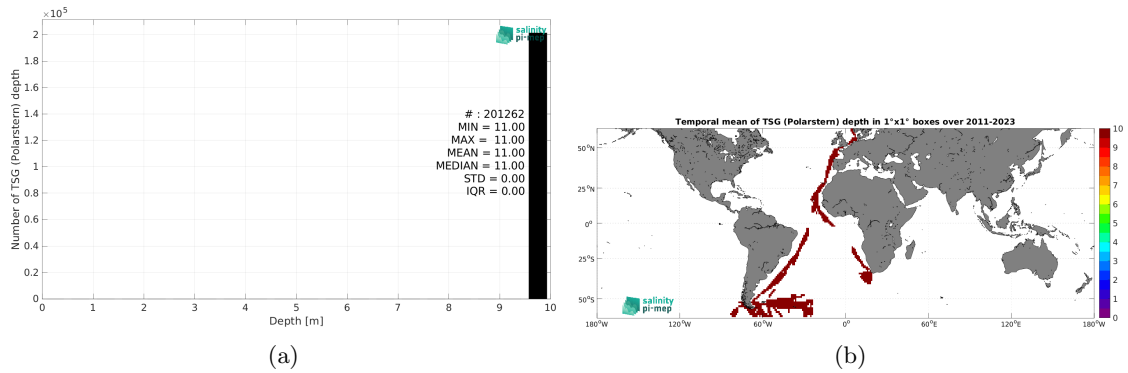 ×10⁵
salinity
pi-mep
2
1.8
1.6
1.4
1.2
1
0.8
0.6
0.4
0.2
0
Number of TSG (Polarstern) depth
# : 201262
MIN = 11.00
MAX = 11.00
MEAN = 11.00
MEDIAN = 11.00
STD = 0.00
IQR = 0.00
0 1 2 3 4 5 6 7 8 9 10
Depth [m]
(a)
Temporal mean of TSG (Polarstern) depth in 1°x1° boxes over 2011-2023
50°N
25°N
0°
25°S
50°S
180°W 120°W 60°W 0° 60°E 120°E 180°W
salinity
pi-mep
10
9
8
7
6
5
4
3
2
1
0
(b)